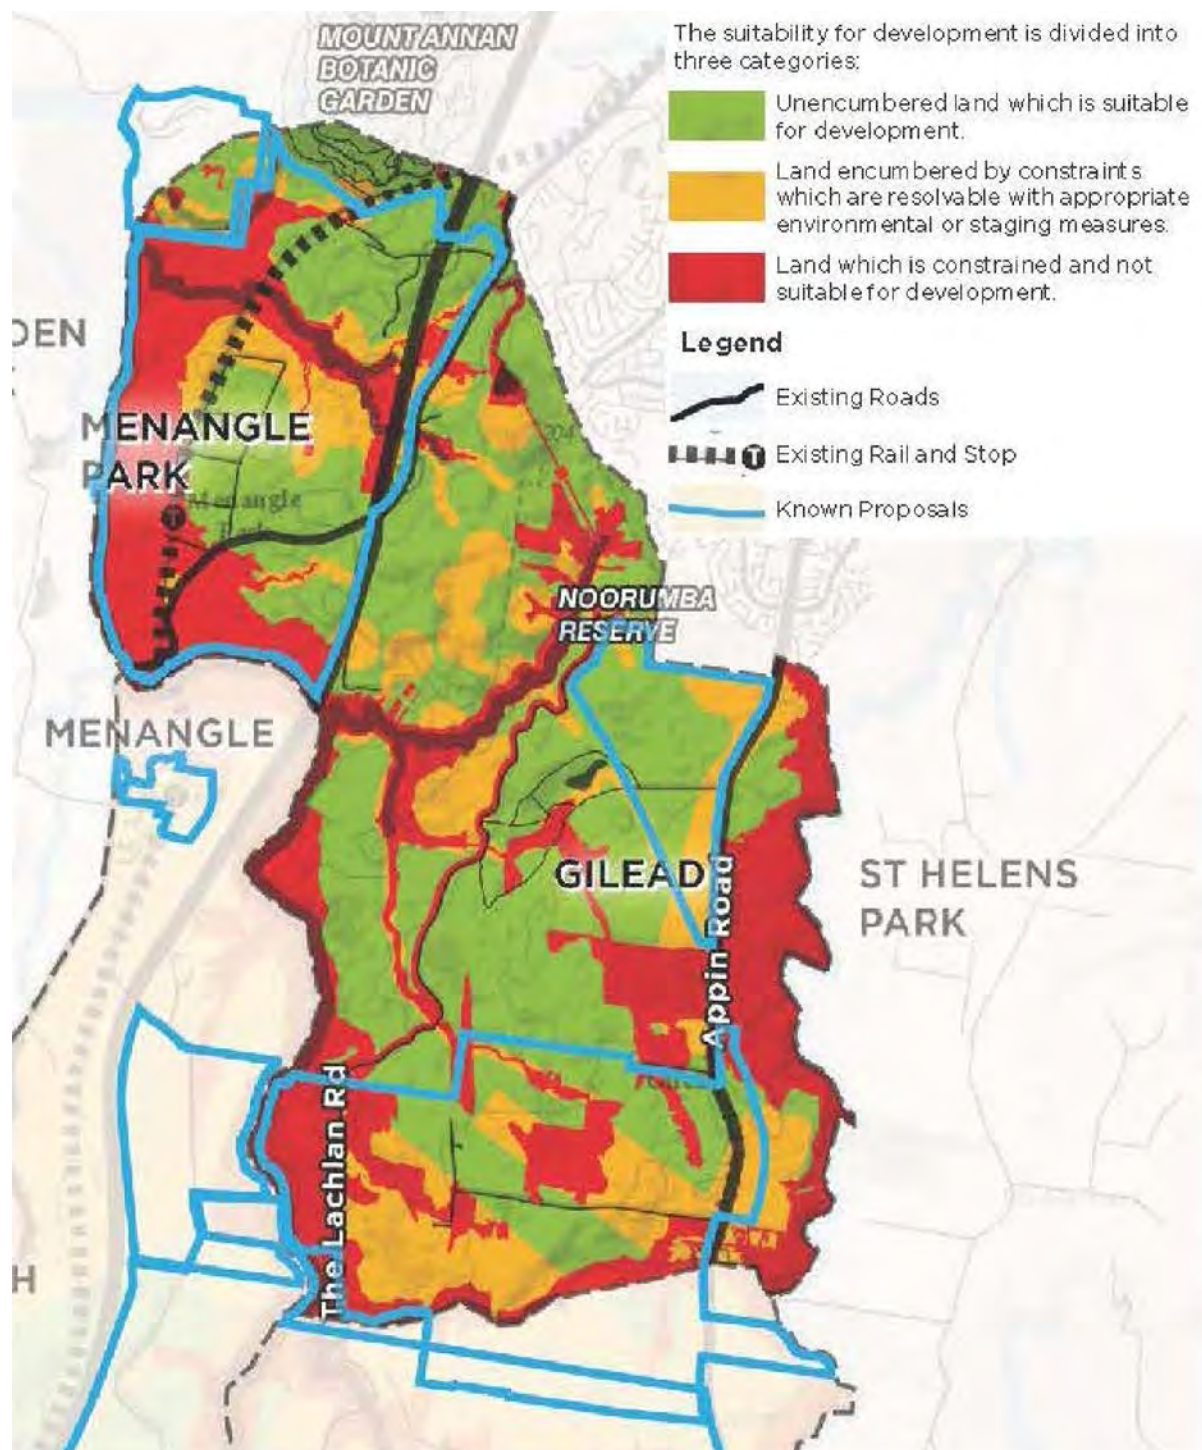 MOUNT ANNAN
BOTANIC
GARDEN
The suitability for development is divided into
three categories:
Unencumbered land which is suitable
for development.
Land encumbered by constraints
which are resolvable with appropriate
environmental or staging measures.
Land which is constrained and not
suitable for development.
Legend
Existing Roads
T
Existing Rail and Stop
Known Proposals
DEN
MENANGLE
PARK
Menangle
Park
T
NOORUMBA
RESERVE
MENANGLE
GILEAD
Appin Road
ST HELENS
PARK
The Lachlan Rd
H